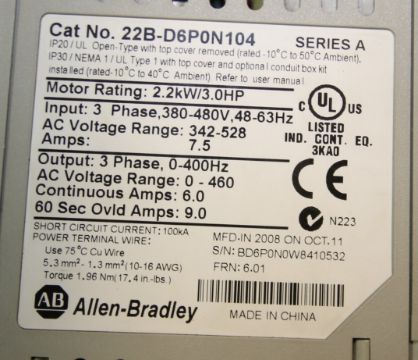 Cat No. 22B-D6P0N104 SERIES A
IP20 / UL Open-Type with top cover removed (rated -10°C to 50°C Ambient).
IP30 / NEMA 1 / UL Type 1 with top cover and optional conduit box kit
installed (rated -10°C to 40°C Ambient) Refer to user manual
Motor Rating: 2.2kW/3.0HP
Input: 3 Phase,380-480V,48-63Hz
AC Voltage Range: 342-528
Amps: 7.5
C UL US
LISTED
IND. CONT. EQ.
3KA0
Output: 3 Phase, 0-400Hz
AC Voltage Range: 0 - 460
Continuous Amps: 6.0
60 Sec Ovld Amps: 9.0
CE
N223
SHORT CIRCUIT CURRENT: 100kA
POWER TERMINAL WIRE:
Use 75°C Cu Wire
5.3 mm² - 1.3 mm²(10-16 AWG)
Torque 1.96 Nm(17.4 in.-lbs.)
MFD-IN 2008 ON OCT.11
S/N: BD6P0N0W8410532
FRN: 6.01
AB Allen-Bradley
MADE IN CHINA